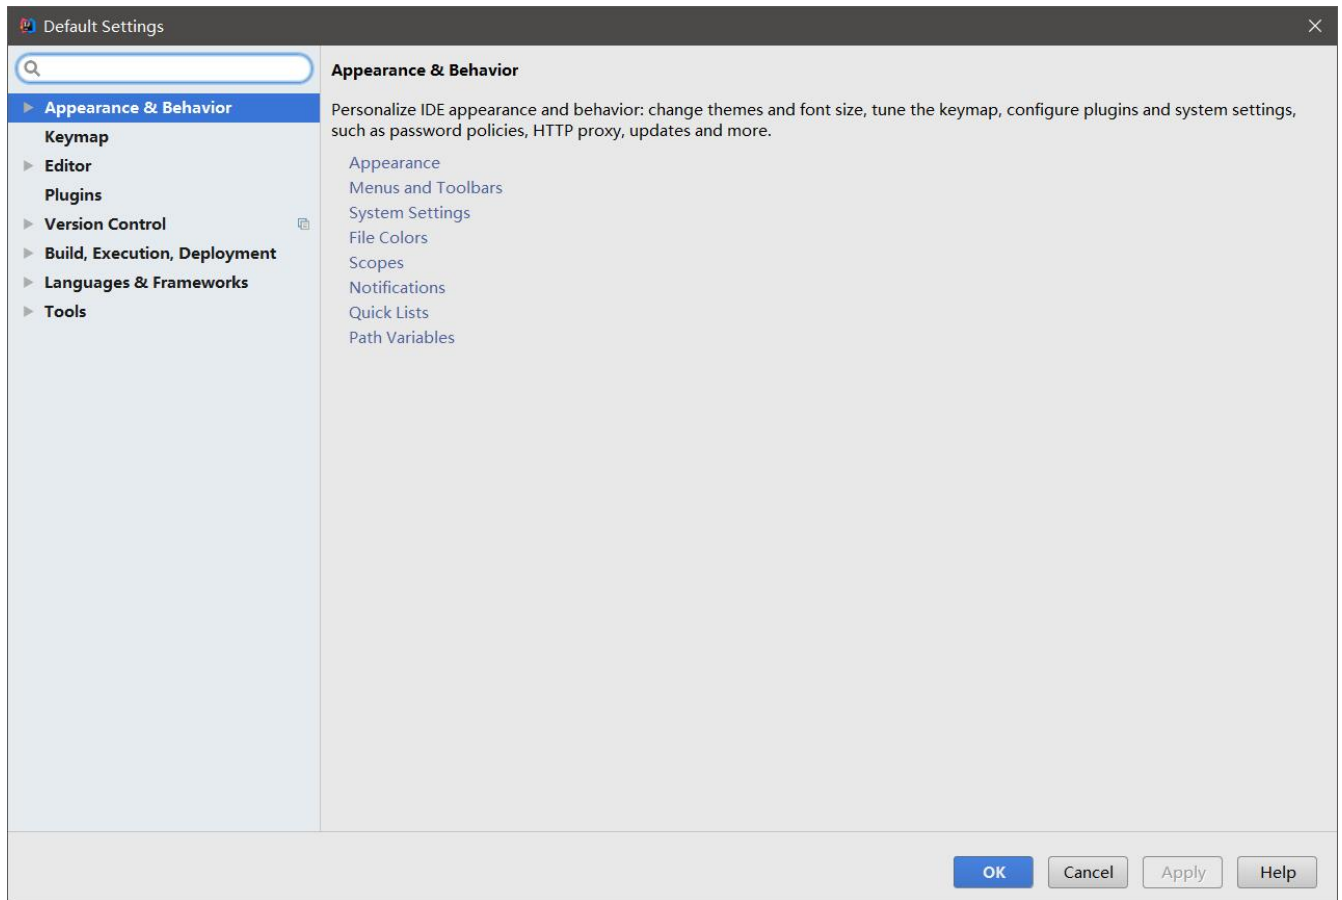 Default Settings
Appearance & Behavior
Keymap
Editor
Plugins
Version Control
Build, Execution, Deployment
Languages & Frameworks
Tools
Appearance & Behavior
Personalize IDE appearance and behavior: change themes and font size, tune the keymap, configure plugins and system settings,
such as password policies, HTTP proxy, updates and more.
Appearance
Menus and Toolbars
System Settings
File Colors
Scopes
Notifications
Quick Lists
Path Variables
OK
Cancel
Apply
Help